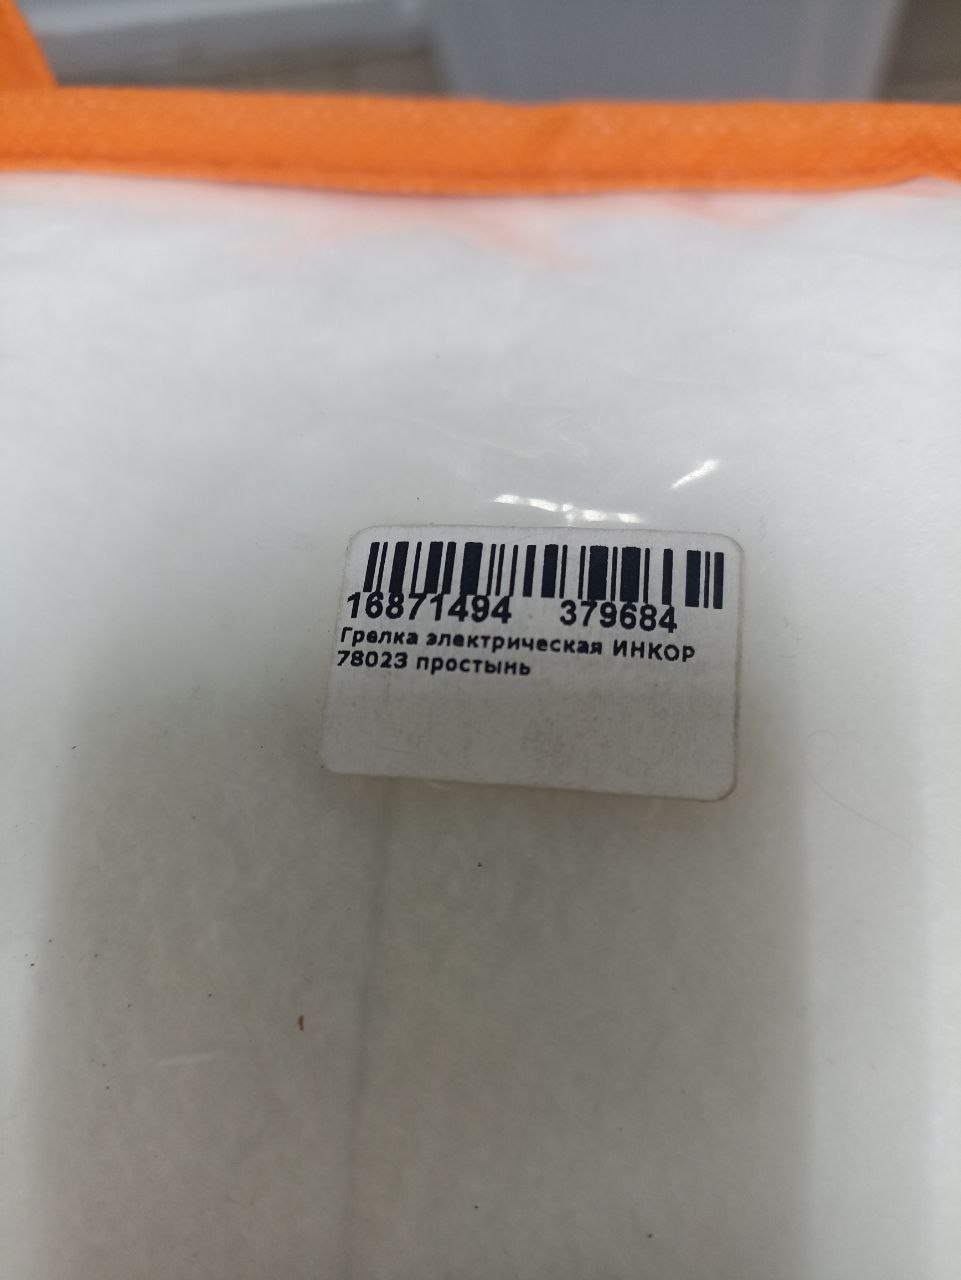 16871494 379684
Грелка электрическая ИНКОР
78023 простынь